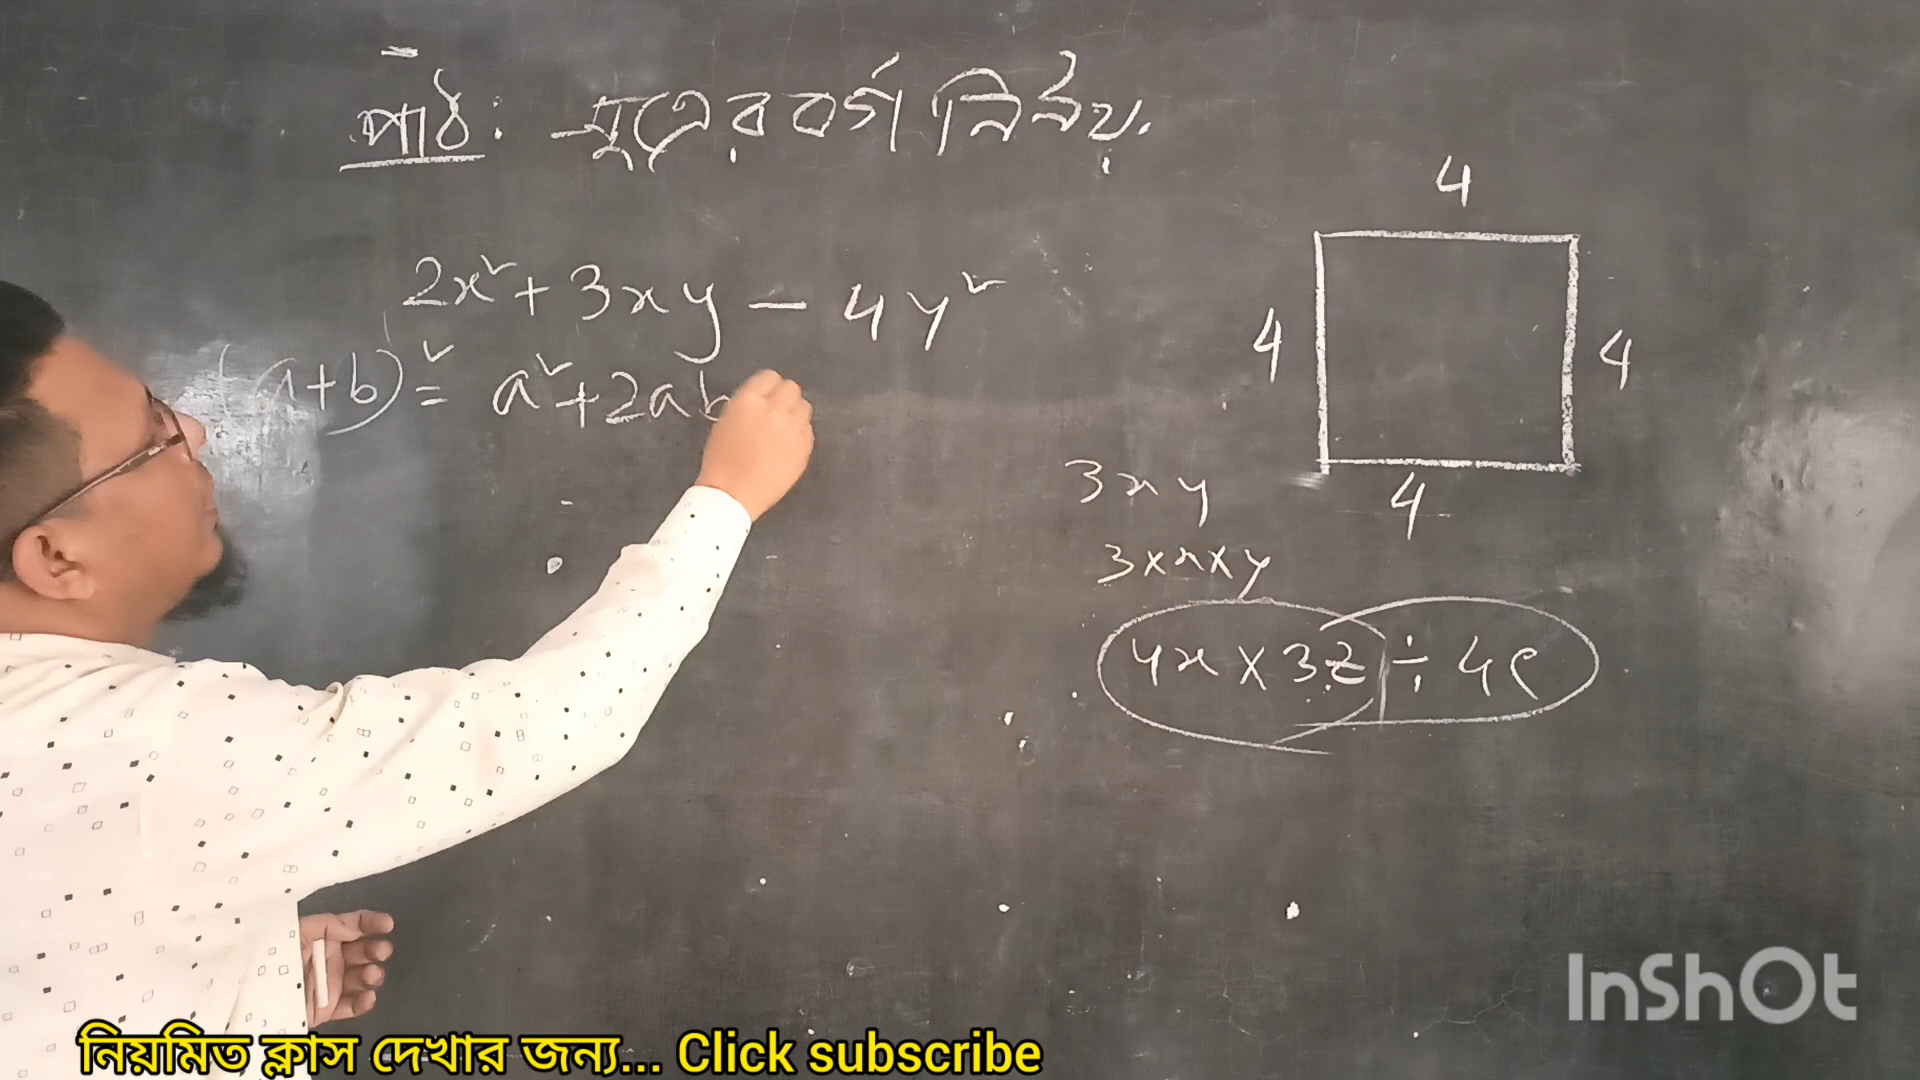 পাঠ: সূত্রের বর্গ নির্ণয়.
2x² + 3xy - 4y²
(a+b)² = a² + 2ab
4
4
4
4
3xy
3×x×y
4x × 3z ÷ 4e
InShOt
নিয়মিত ক্লাস দেখার জন্য... Click subscribe